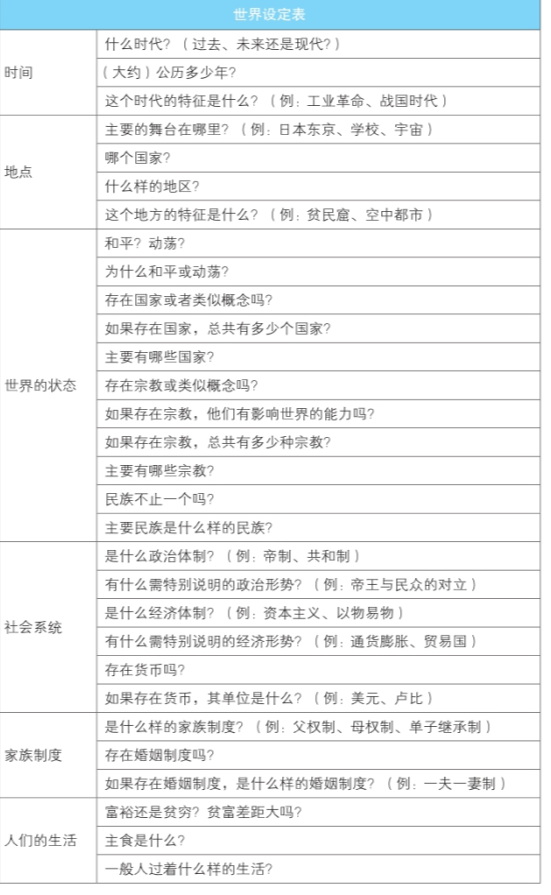 世界设定表
时间
什么时代？（过去、未来还是现代？）
（大约）公历多少年？
这个时代的特征是什么？（例：工业革命、战国时代）
地点
主要的舞台在哪里？（例：日本东京、学校、宇宙）
哪个国家？
什么样的地区？
这个地方的特征是什么？（例：贫民窟、空中都市）
世界的状态
和平？动荡？
为什么和平或动荡？
存在国家或者类似概念吗？
如果存在国家，总共有多少个国家？
主要有哪些国家？
存在宗教或类似概念吗？
如果存在宗教，他们有影响世界的能力吗？
如果存在宗教，总共有多少种宗教？
主要有哪些宗教？
民族不止一个吗？
主要民族是什么样的民族？
社会系统
是什么政治体制？（例：帝制、共和制）
有什么需特别说明的政治形势？（例：帝王与民众的对立）
是什么经济体制？（例：资本主义、以物易物）
有什么需特别说明的经济形势？（例：通货膨胀、贸易国）
存在货币吗？
如果存在货币，其单位是什么？（例：美元、卢比）
家族制度
是什么样的家族制度？（例：父权制、母权制、单子继承制）
存在婚姻制度吗？
如果存在婚姻制度，是什么样的婚姻制度？（例：一夫一妻制）
人们的生活
富裕还是贫穷？贫富差距大吗？
主食是什么？
一般人过着什么样的生活？